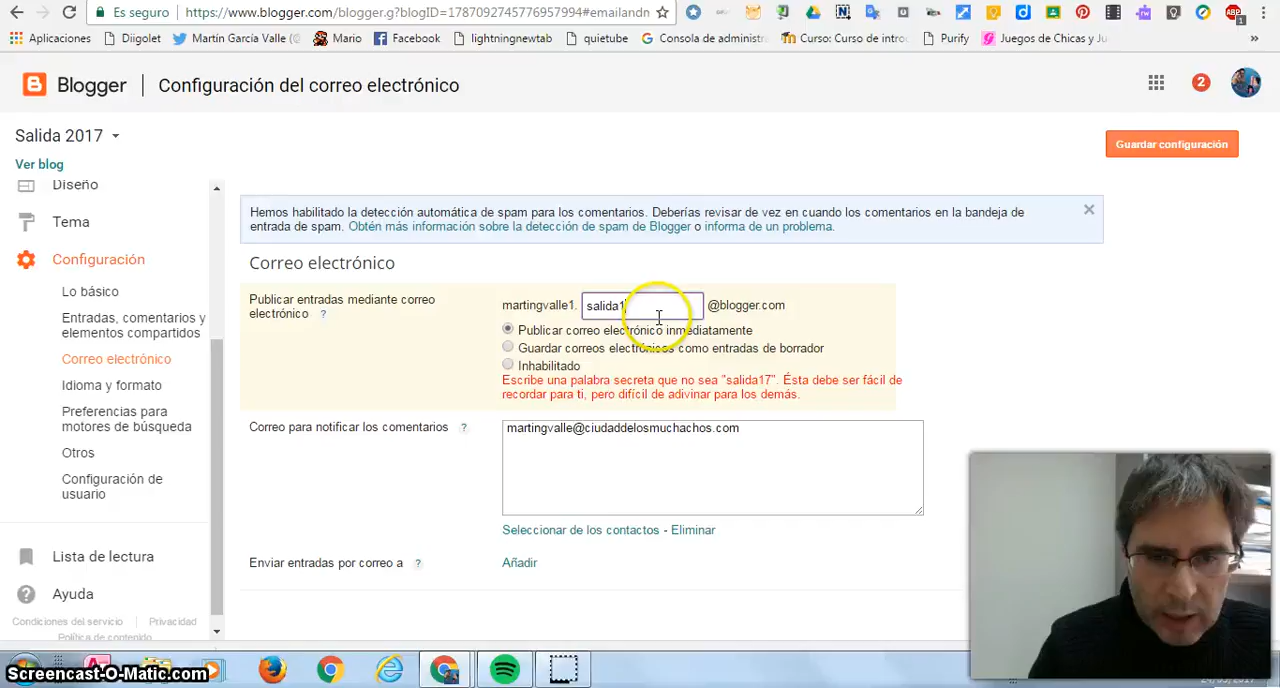 Es seguro
https://www.blogger.com/blogger.g?blogID=1787092745776957994#emailandn
Aplicaciones
Diigolet
Martín García Valle (@
Mario
Facebook
lightningnewtab
quietube
Consola de administra
Curso: Curso de introd
Purify
Juegos de Chicas y Ju
»
Blogger
Configuración del correo electrónico
2
Salida 2017
Ver blog
Guardar configuración
Diseño
Tema
Configuración
Lo básico
Entradas, comentarios y
elementos compartidos
Correo electrónico
Idioma y formato
Preferencias para
motores de búsqueda
Otros
Configuración de
usuario
Lista de lectura
Ayuda
Condiciones del servicio
Privacidad
Política de contenido
Hemos habilitado la detección automática de spam para los comentarios. Deberías revisar de vez en cuando los comentarios en la bandeja de
entrada de spam. Obtén más información sobre la detección de spam de Blogger o informa de un problema.
Correo electrónico
Publicar entradas mediante correo
electrónico ?
martingvalle1. salida1 @blogger.com
Publicar correo electrónico inmediatamente
Guardar correos electrónicos como entradas de borrador
Inhabilitado
Escribe una palabra secreta que no sea "salida17". Ésta debe ser fácil de
recordar para ti, pero difícil de adivinar para los demás.
Correo para notificar los comentarios ?
martingvalle@ciudaddelosmuchachos.com
Seleccionar de los contactos - Eliminar
Enviar entradas por correo a ?
Añadir
Screencast-O-Matic.com